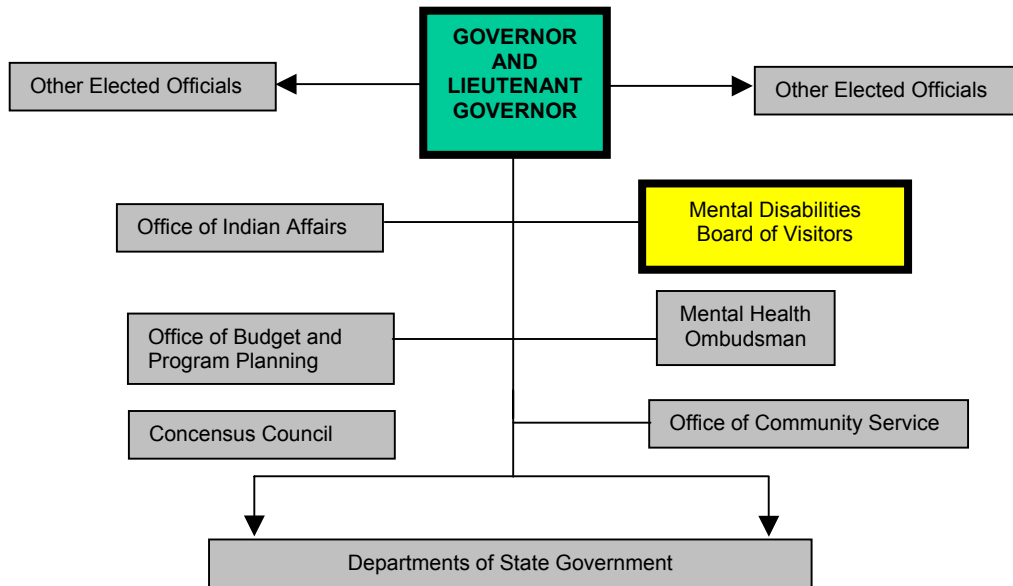 GOVERNOR
AND
LIEUTENANT
GOVERNOR
Other Elected Officials
Other Elected Officials
Office of Indian Affairs
Mental Disabilities
Board of Visitors
Office of Budget and
Program Planning
Mental Health
Ombudsman
Concensus Council
Office of Community Service
Departments of State Government